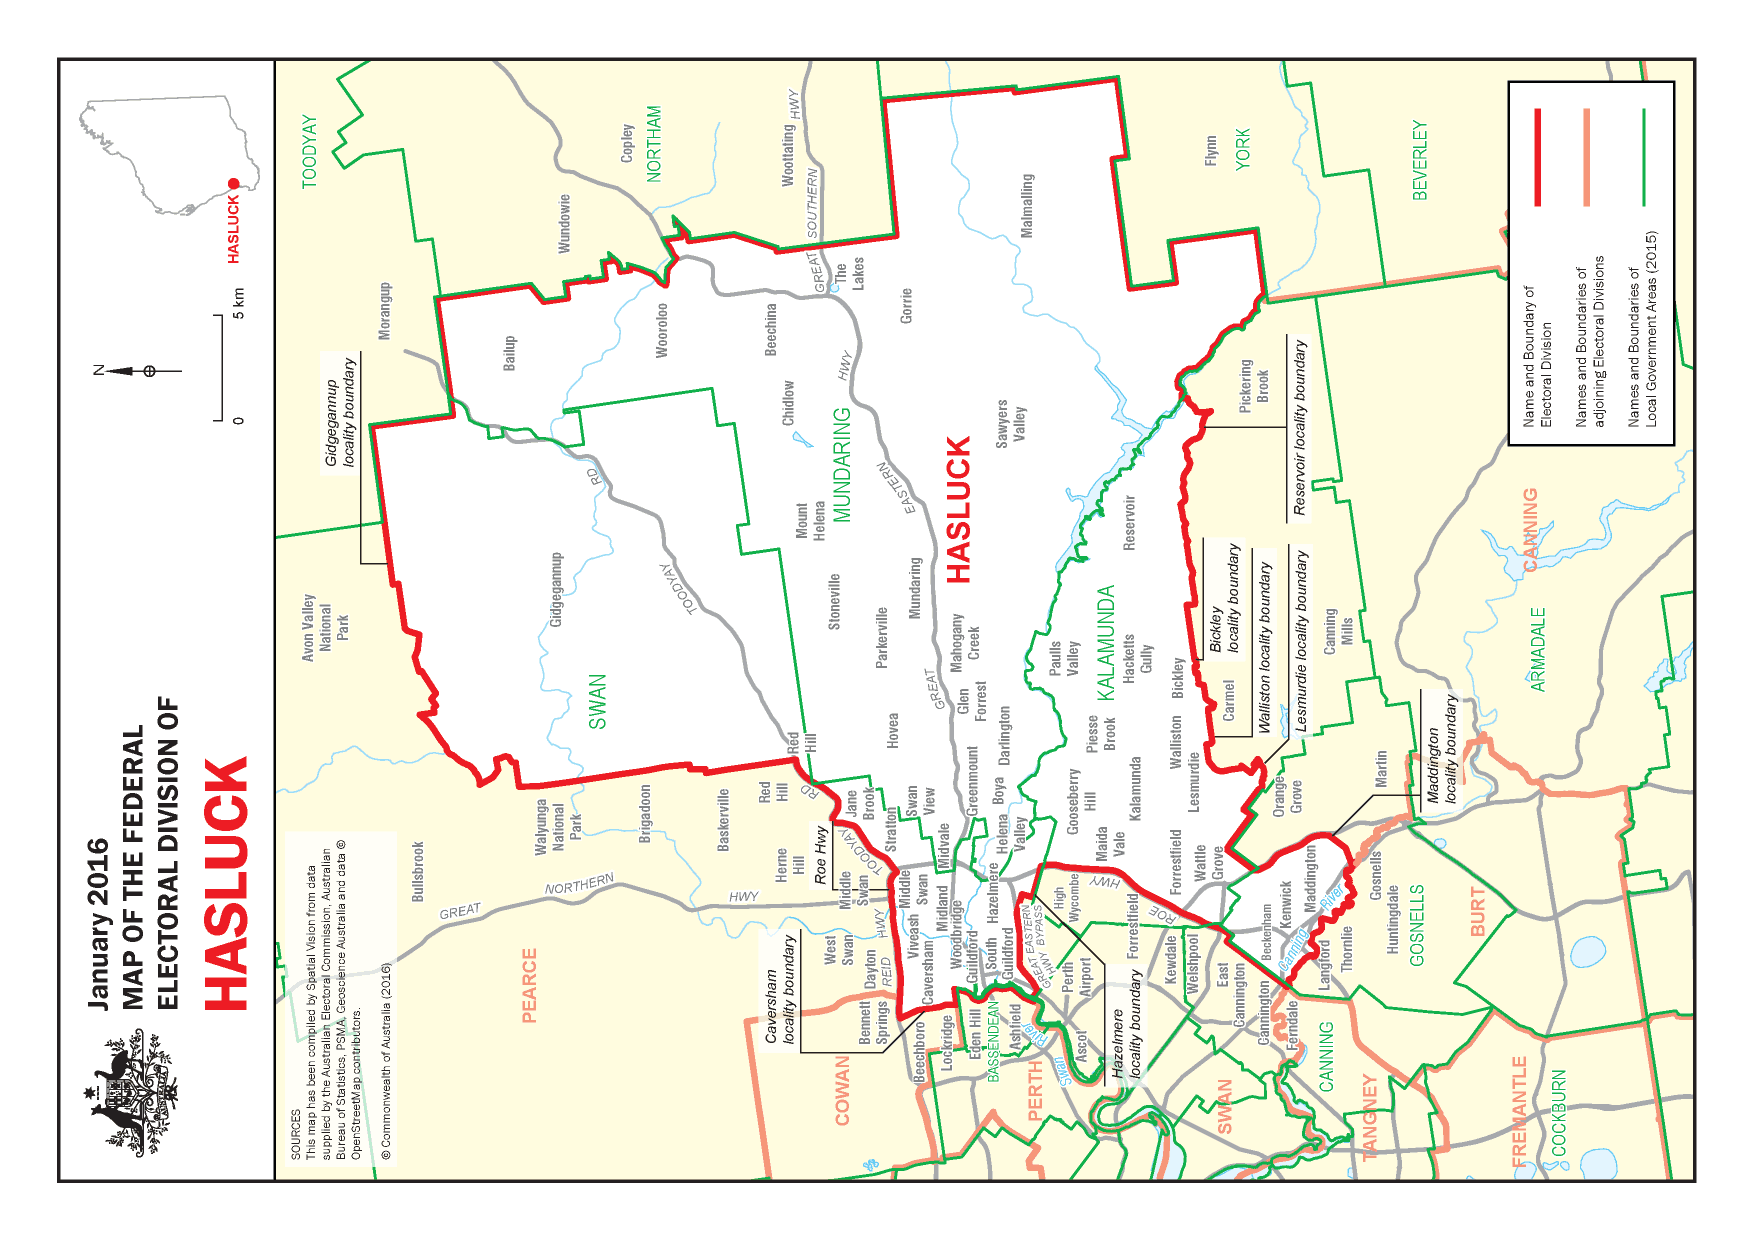 January 2016
MAP OF THE FEDERAL
ELECTORAL DIVISION OF
HASLUCK
N
0
5 km
HASLUCK
SOURCES
This map has been compiled by Spatial Vision from data
supplied by the Australian Electoral Commission, Australian
Bureau of Statistics, PSMA, Geoscience Australia and data ©
OpenStreetMap contributors.
© Commonwealth of Australia (2016)
TOODYAY
Gidgegannup
locality boundary
Morangup
Avon Valley
National
Park
Bullsbrook
GREAT
NORTHERN
HWY
PEARCE
Bailup
Wundowie
Copley
NORTHAM
Gidgegannup
SWAN
Walyunga
National
Park
Brigadoon
Wooroloo
RD
TOODYAY
Baskerville
Red
Hill
Herne
Hill
Red
Hill
RD
Wootating
HWY
SOUTHERN
GREAT
The
Lakes
Beechina
Chidlow
HWY
MUNDARING
Mount
Helena
Stoneville
Parkerville
EASTERN
Mundaring
Hovea
GREAT
Gorrie
HASLUCK
Sawyers
Valley
Malmalling
Mahogany
Creek
Glen
Forrest
Darlington
Greenmount
Boya
Helena
Valley
Swan
View
Jane
Brook
Stratton
Midvale
Roe Hwy
TOODYAY
Middle
Swan
Middle
Swan
West
Swan
HWY
REID
Dayton
Viveash
Midland
Woodbridge
Caversham
Guildford
South
Guildford
Hazelmere
Caversham
locality boundary
Bennett
Springs
Beechboro
Lockridge
Eden Hill
BASSENDEAN
Ashfield
COWAN
PERTH
Swan
River
Ascot
Perth
Airport
GREAT EASTERN
HWY BYPASS
High
Wycombe
HWY
ROE
Hazelmere
locality boundary
Paulls
Valley
KALAMUNDA
Hacketts
Gully
Reservoir
Piesse
Brook
Gooseberry
Hill
Kalamunda
Maida
Vale
Walliston
Lesmurdie
Bickley
Forrestfield
Forrestfield
Wattle
Grove
Carmel
Flynn
YORK
BEVERLEY
Pickering
Brook
Reservoir locality boundary
Bickley
locality boundary
Walliston locality boundary
Lesmurdie locality boundary
Canning
Mills
Orange
Grove
Martin
Maddington
locality boundary
CANNING
ARMADALE
Kewdale
Welshpool
East
Cannington
Cannington
Beckenham
Kenwick
Maddington
River
Canning
Ferndale
Langford
Thornlie
Huntingdale
Gosnells
GOSNELLS
BURT
CANNING
SWAN
TANGNEY
FREMANTLE
COCKBURN
Name and Boundary of
Electoral Division
Names and Boundaries of
adjoining Electoral Divisions
Names and Boundaries of
Local Government Areas (2015)